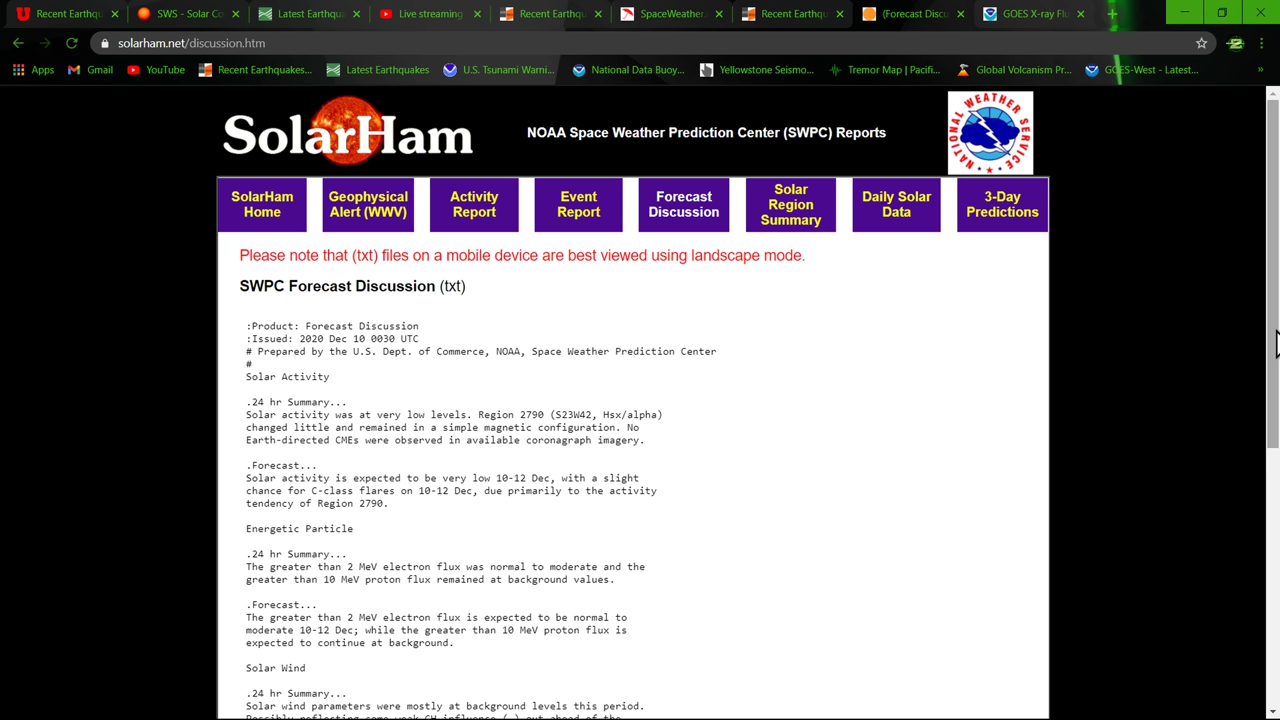 Recent Earthqu
SWS - Solar Co
Latest Earthquak
Live streaming
Recent Earthqu
SpaceWeather.
Recent Earthqu
(Forecast Discu
GOES X-ray Flu
solarham.net/discussion.htm
Apps
Gmail
YouTube
Recent Earthquakes...
Latest Earthquakes
U.S. Tsunami Warni...
National Data Buoy...
Yellowstone Seismo...
Tremor Map | Pacifi...
Global Volcanism Pr...
GOES-West - Latest...
SolarHam
NOAA Space Weather Prediction Center (SWPC) Reports
NATIONAL WEATHER SERVICE
SolarHam Home
Geophysical Alert (WWV)
Activity Report
Event Report
Forecast Discussion
Solar Region Summary
Daily Solar Data
3-Day Predictions
Please note that (txt) files on a mobile device are best viewed using landscape mode.
SWPC Forecast Discussion (txt)
:Product: Forecast Discussion
:Issued: 2020 Dec 10 0030 UTC
# Prepared by the U.S. Dept. of Commerce, NOAA, Space Weather Prediction Center
#
Solar Activity
.24 hr Summary...
Solar activity was at very low levels. Region 2790 (S23W42, Hsx/alpha)
changed little and remained in a simple magnetic configuration. No
Earth-directed CMEs were observed in available coronagraph imagery.
.Forecast...
Solar activity is expected to be very low 10-12 Dec, with a slight
chance for C-class flares on 10-12 Dec, due primarily to the activity
tendency of Region 2790.
Energetic Particle
.24 hr Summary...
The greater than 2 MeV electron flux was normal to moderate and the
greater than 10 MeV proton flux remained at background values.
.Forecast...
The greater than 2 MeV electron flux is expected to be normal to
moderate 10-12 Dec; while the greater than 10 MeV proton flux is
expected to continue at background.
Solar Wind
.24 hr Summary...
Solar wind parameters were mostly at background levels this period.
Possibly reflecting some weak CH influence (-) out ahead of the